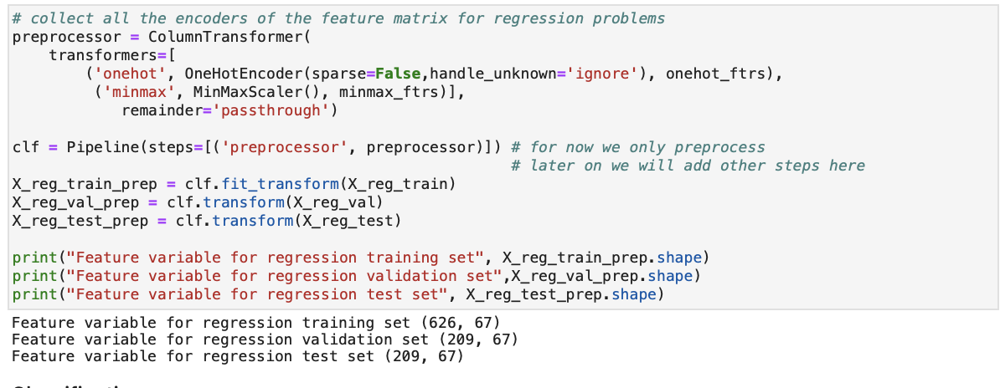 # collect all the encoders of the feature matrix for regression problems
preprocessor = ColumnTransformer(
    transformers=[
        ('onehot', OneHotEncoder(sparse=False,handle_unknown='ignore'), onehot_ftrs),
         ('minmax', MinMaxScaler(), minmax_ftrs)],
            remainder='passthrough')
clf = Pipeline(steps=[('preprocessor', preprocessor)]) # for now we only preprocess
                                                       # later on we will add other steps here
X_reg_train_prep = clf.fit_transform(X_reg_train)
X_reg_val_prep = clf.transform(X_reg_val)
X_reg_test_prep = clf.transform(X_reg_test)
print("Feature variable for regression training set", X_reg_train_prep.shape)
print("Feature variable for regression validation set",X_reg_val_prep.shape)
print("Feature variable for regression test set", X_reg_test_prep.shape)
Feature variable for regression training set (626, 67)
Feature variable for regression validation set (209, 67)
Feature variable for regression test set (209, 67)